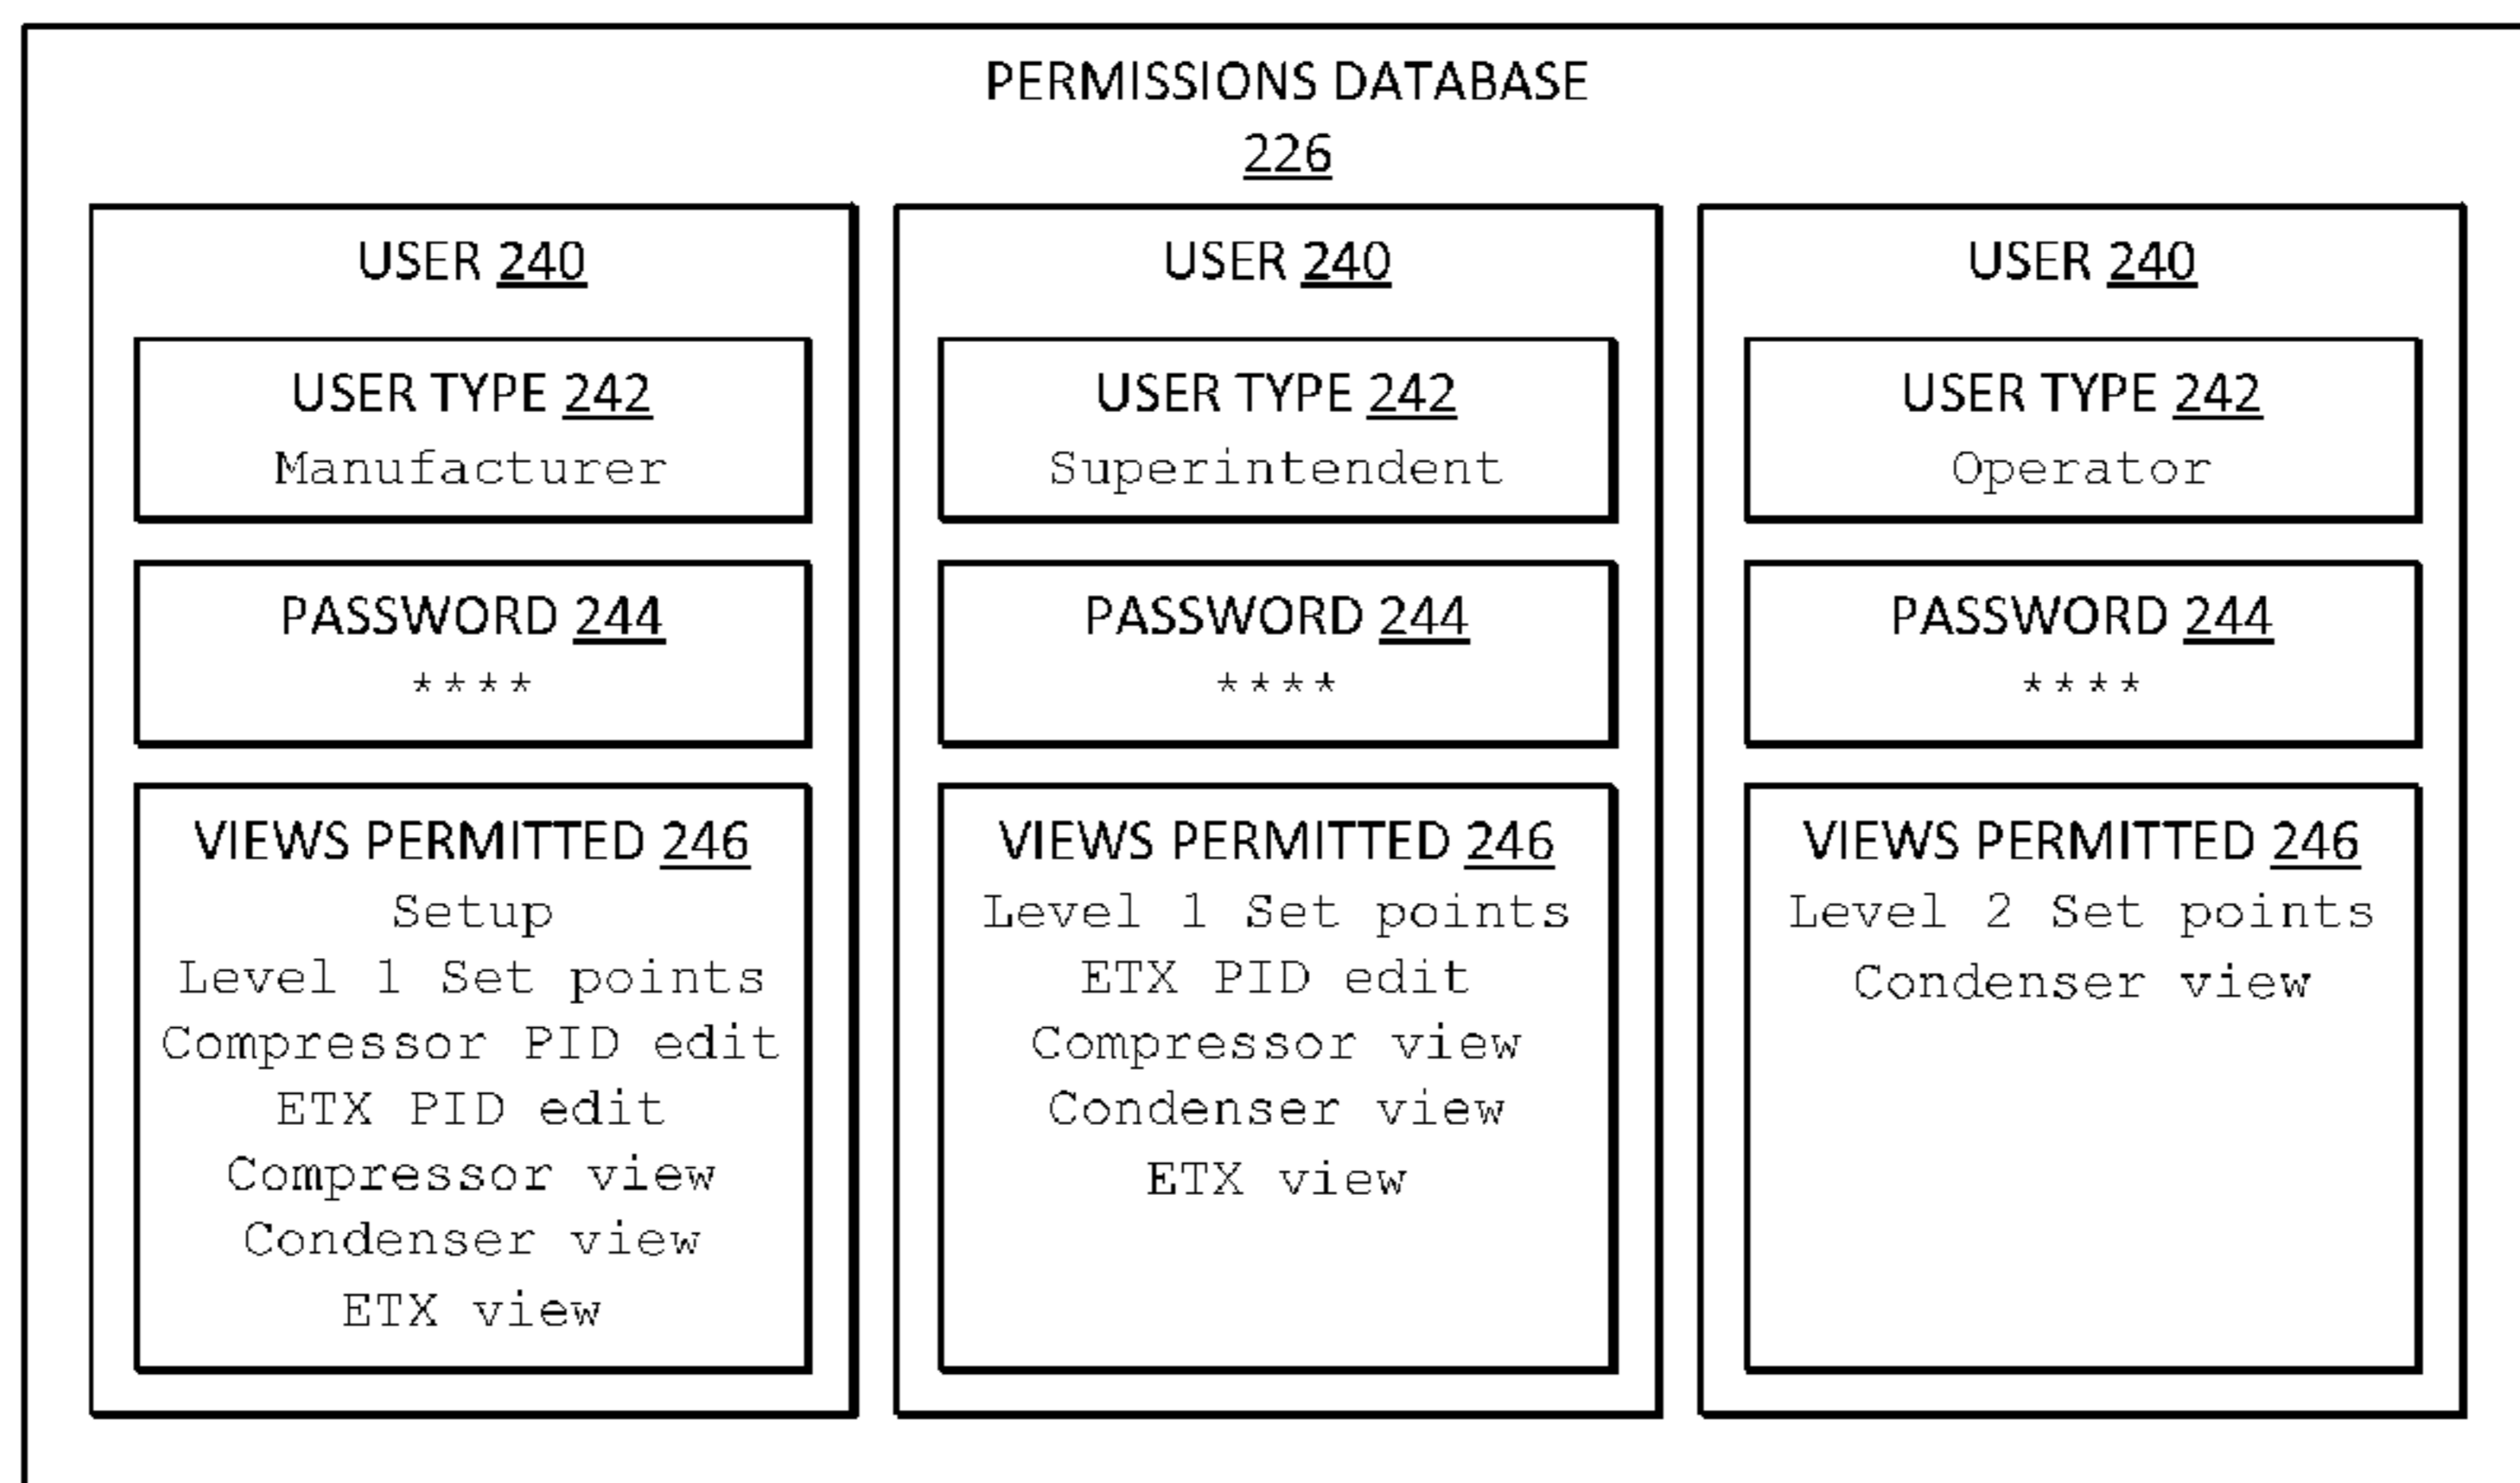 PERMISSIONS DATABASE
226
USER 240
USER TYPE 242
Manufacturer
PASSWORD 244
****
VIEWS PERMITTED 246
Setup
Level 1 Set points
Compressor PID edit
ETX PID edit
Compressor view
Condenser view
ETX view
USER 240
USER TYPE 242
Superintendent
PASSWORD 244
****
VIEWS PERMITTED 246
Level 1 Set points
ETX PID edit
Compressor view
Condenser view
ETX view
USER 240
USER TYPE 242
Operator
PASSWORD 244
****
VIEWS PERMITTED 246
Level 2 Set points
Condenser view